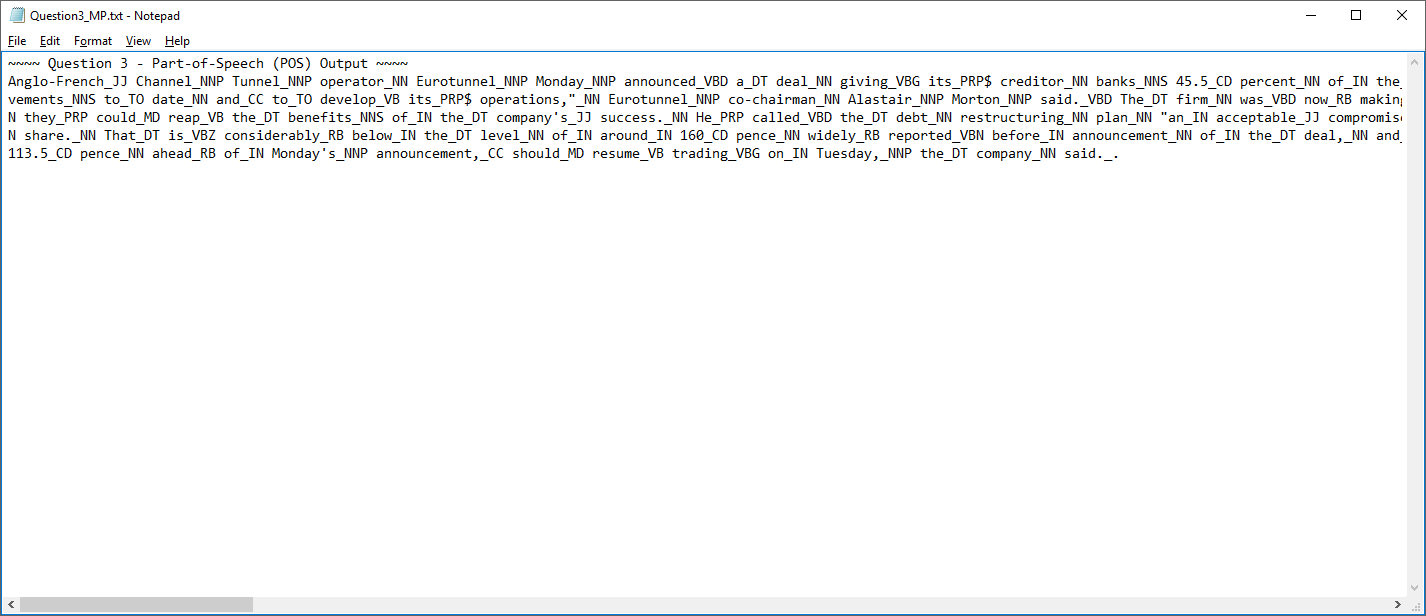 Question3_MP.txt - Notepad
File Edit Format View Help
~~~~ Question 3 - Part-of-Speech (POS) Output ~~~~
Anglo-French_JJ Channel_NNP Tunnel_NNP operator_NN Eurotunnel_NNP Monday_NNP announced_VBD a_DT deal_NN giving_VBG its_PRP$ creditor_NN banks_NNS 45.5_CD percent_NN of_IN the_
vements_NNS to_TO date_NN and_CC to_TO develop_VB its_PRP$ operations,"_NN Eurotunnel_NNP co-chairman_NN Alastair_NNP Morton_NNP said._VBD The_DT firm_NN was_VBD now_RB making
N they_PRP could_MD reap_VB the_DT benefits_NNS of_IN the_DT company's_JJ success._NN He_PRP called_VBD the_DT debt_NN restructuring_NN plan_NN "an_IN acceptable_JJ compromise
N share._NN That_DT is_VBZ considerably_RB below_IN the_DT level_NN of_IN around_IN 160_CD pence_NN widely_RB reported_VBN before_IN announcement_NN of_IN the_DT deal,_NN and_
113.5_CD pence_NN ahead_RB of_IN Monday's_NNP announcement,_CC should_MD resume_VB trading_VBG on_IN Tuesday,_NNP the_DT company_NN said._.